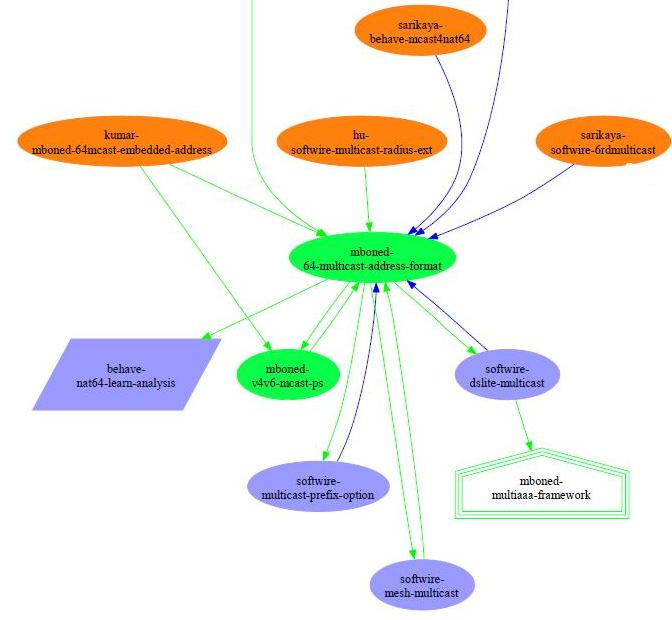 sarikaya-
behave-mcast4nat64
kumar-
mboned-64mcast-embedded-address
hu-
softwire-multicast-radius-ext
sarikaya-
softwire-6rdmulticast
mboned-
64-multicast-address-format
behave-
nat64-learn-analysis
mboned-
v4v6-mcast-ps
softwire-
dslite-multicast
softwire-
multicast-prefix-option
mboned-
multiaaa-framework
softwire-
mesh-multicast